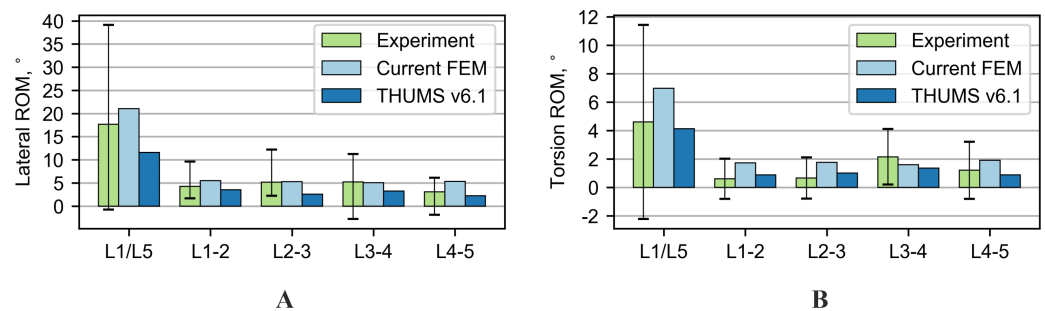 40
35
30
25
20
15
10
5
0
Lateral ROM, °
Experiment
Current FEM
THUMS v6.1
L1/L5 L1-2 L2-3 L3-4 L4-5
A
12
10
8
6
4
2
0
-2
Torsion ROM, °
Experiment
Current FEM
THUMS v6.1
L1/L5 L1-2 L2-3 L3-4 L4-5
B